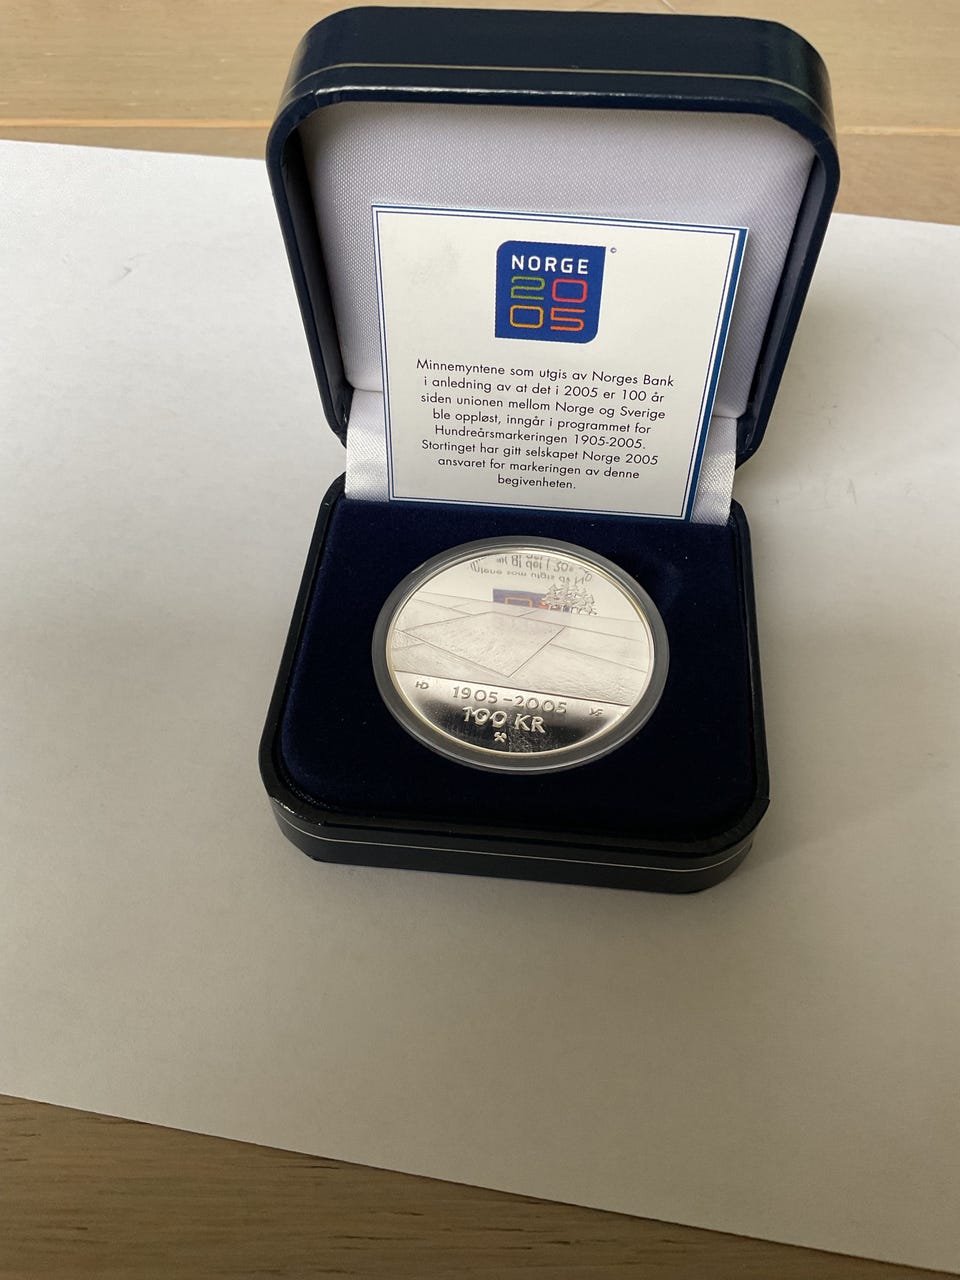 NORGE
©
20
05
Minnemyntene som utgis av Norges Bank
i anledning av at det i 2005 er 100 år
siden unionen mellom Norge og Sverige
ble oppløst, inngår i programmet for
Hundreårsmarkeringen 1905-2005.
Stortinget har gitt selskapet Norge 2005
ansvaret for markeringen av denne
begivenheten.
HD 1905-2005
100 KR